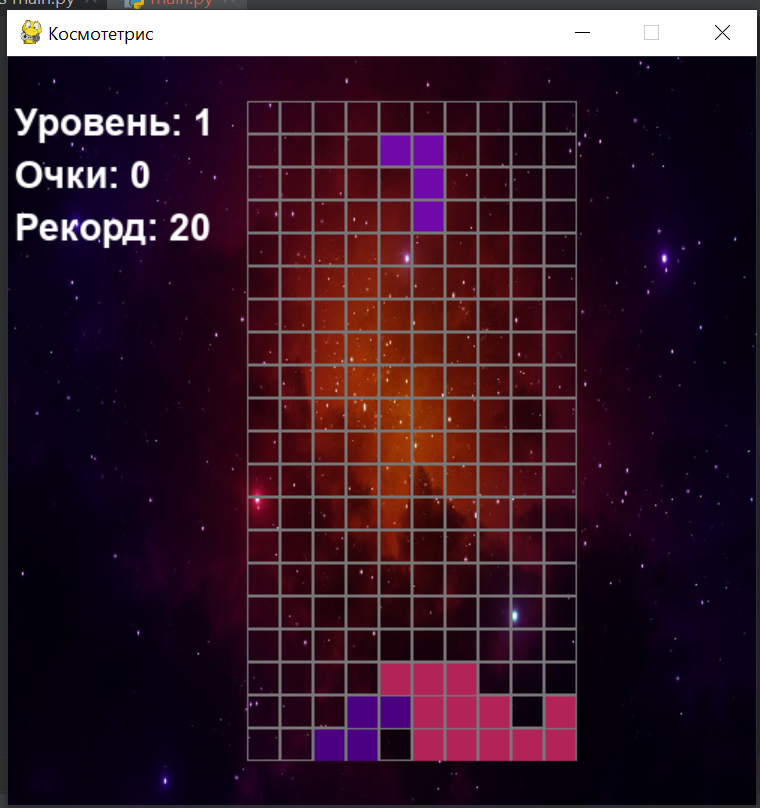 main.py
main.py
Космотетрис
Уровень: 1
Очки: 0
Рекорд: 20